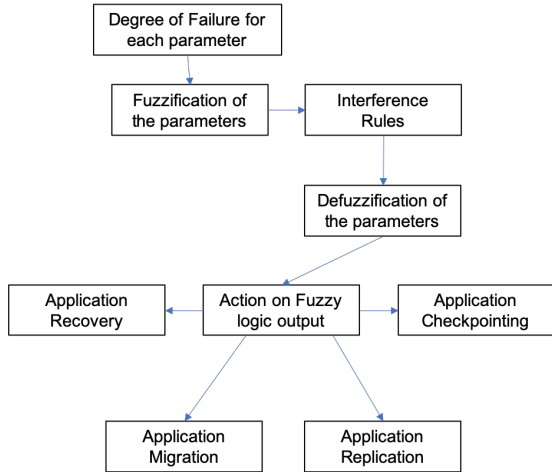 Degree of Failure for
each parameter
Fuzzification of
the parameters
Interference
Rules
Defuzzification of
the parameters
Application
Recovery
Action on Fuzzy
logic output
Application
Checkpointing
Application
Migration
Application
Replication